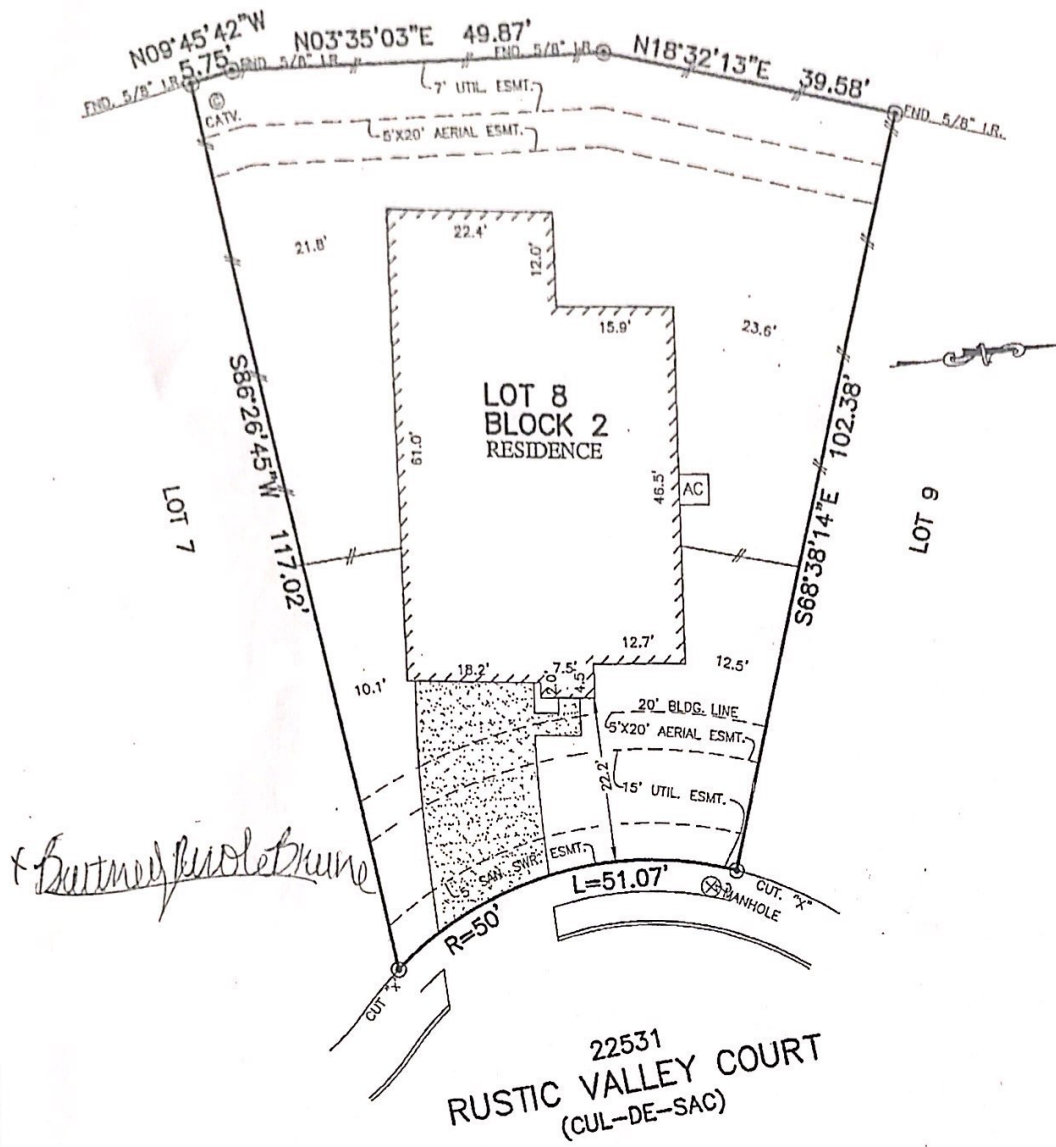 N09°45'42"W
5.75'
N03°35'03"E 49.87'
N18°32'13"E 39.58'
FND. 5/8" I.R.
FND. 5/8" I.R.
FND. 5/8" I.R.
FND. 5/8" I.R.
CATV.
7' UTIL. ESMT.
5'X20' AERIAL ESMT.
21.8'
22.4'
12.0'
15.9'
23.6'
LOT 8
BLOCK 2
RESIDENCE
61.0'
46.5'
AC
S86°26'45"W 117.02'
S68°38'14"E 102.38'
LOT 7
LOT 9
12.7'
18.2'
7.5'
2.0'
4.5'
12.5'
10.1'
20' BLDG. LINE
5'X20' AERIAL ESMT.
22.2'
15' UTIL. ESMT.
5' SAN. SWR. ESMT.
L=51.07'
R=50'
MANHOLE
CUT. "X"
CUT "X"
22531
RUSTIC VALLEY COURT
(CUL-DE-SAC)